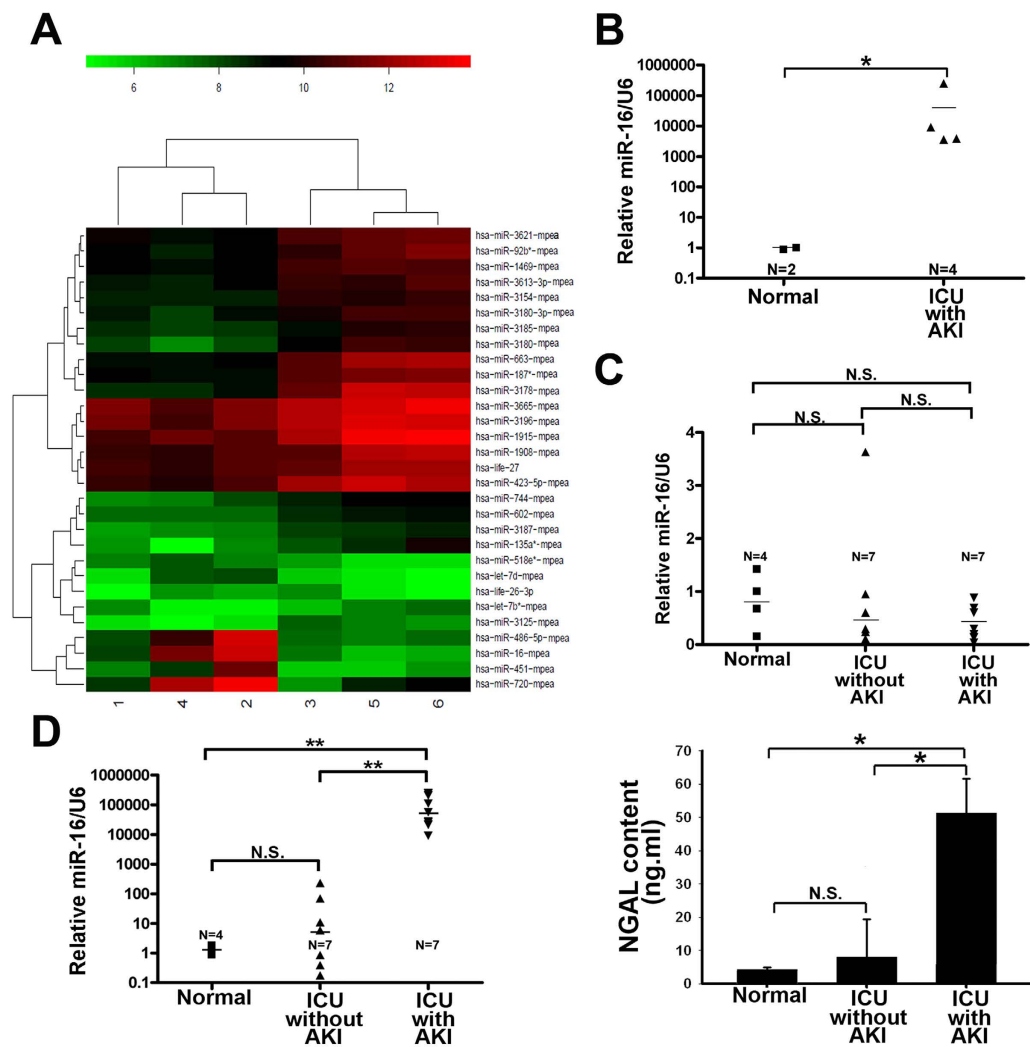 A
6 8 10 12
hsa-miR-3621-mpea
hsa-miR-92b*-mpea
hsa-miR-1469-mpea
hsa-miR-3613-3p-mpea
hsa-miR-3154-mpea
hsa-miR-3180-3p-mpea
hsa-miR-3185-mpea
hsa-miR-3180-mpea
hsa-miR-663-mpea
hsa-miR-187*-mpea
hsa-miR-3178-mpea
hsa-miR-3665-mpea
hsa-miR-3196-mpea
hsa-miR-1915-mpea
hsa-miR-1908-mpea
hsa-life-27
hsa-miR-423-5p-mpea
hsa-miR-744-mpea
hsa-miR-602-mpea
hsa-miR-3187-mpea
hsa-miR-135a*-mpea
hsa-miR-518e*-mpea
hsa-let-7d-mpea
hsa-life-26-3p
hsa-let-7b*-mpea
hsa-miR-3125-mpea
hsa-miR-486-5p-mpea
hsa-miR-16-mpea
hsa-miR-451-mpea
hsa-miR-720-mpea
1 4 2 3 5 6
B
Relative miR-16/U6
1000000
100000
10000
1000
100
10
1
0.1
*
N=2 N=4
Normal
ICU
with
AKI
C
N.S.
N.S. N.S.
Relative miR-16/U6
4
3
2
1
0
N=4 N=7 N=7
Normal
ICU
without
AKI
ICU
with
AKI
D
**
**
N.S.
Relative miR-16/U6
1000000
100000
10000
1000
100
10
1
0.1
N=4 N=7 N=7
Normal
ICU
without
AKI
ICU
with
AKI
*
*
N.S.
NGAL content
(ng.ml)
70
60
50
40
30
20
10
0
Normal
ICU
without
AKI
ICU
with
AKI